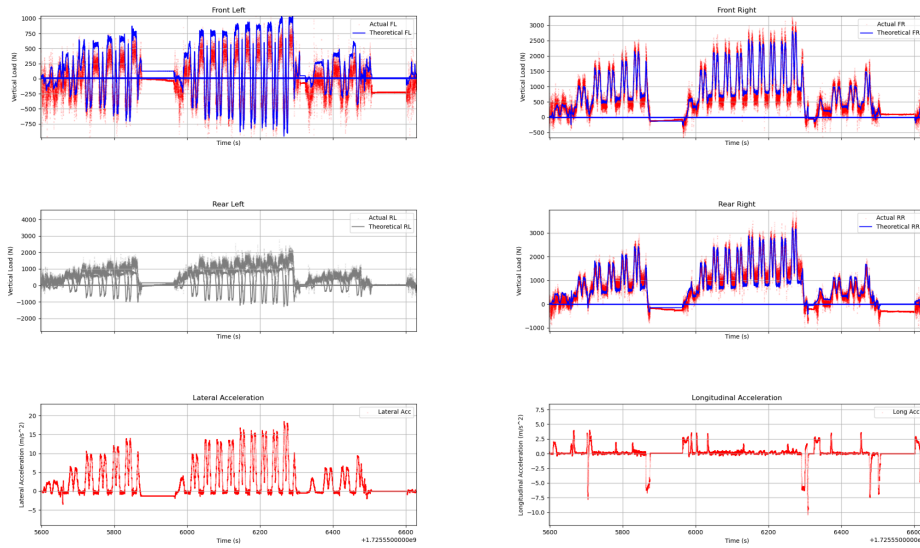 Front Left
Vertical Load (N)
1000
750
500
250
0
−250
−500
−750
Actual FL
Theoretical FL
Time (s)
Front Right
Vertical Load (N)
3000
2500
2000
1500
1000
500
0
−500
Actual FR
Theoretical FR
Time (s)
Rear Left
Vertical Load (N)
4000
3000
2000
1000
0
−1000
−2000
Actual RL
Theoretical RL
Time (s)
Rear Right
Vertical Load (N)
3000
2000
1000
0
−1000
Actual RR
Theoretical RR
Time (s)
Lateral Acceleration
Lateral Acceleration (m/s^2)
20
15
10
5
0
−5
Lateral Acc
5600
5800
6000
6200
6400
6600
Time (s)
+1.7255500000e9
Longitudinal Acceleration
Longitudinal Acceleration (m/s^2)
7.5
5.0
2.5
0.0
−2.5
−5.0
−7.5
−10.0
Long Acc
5600
5800
6000
6200
6400
6600
Time (s)
+1.7255500000e9